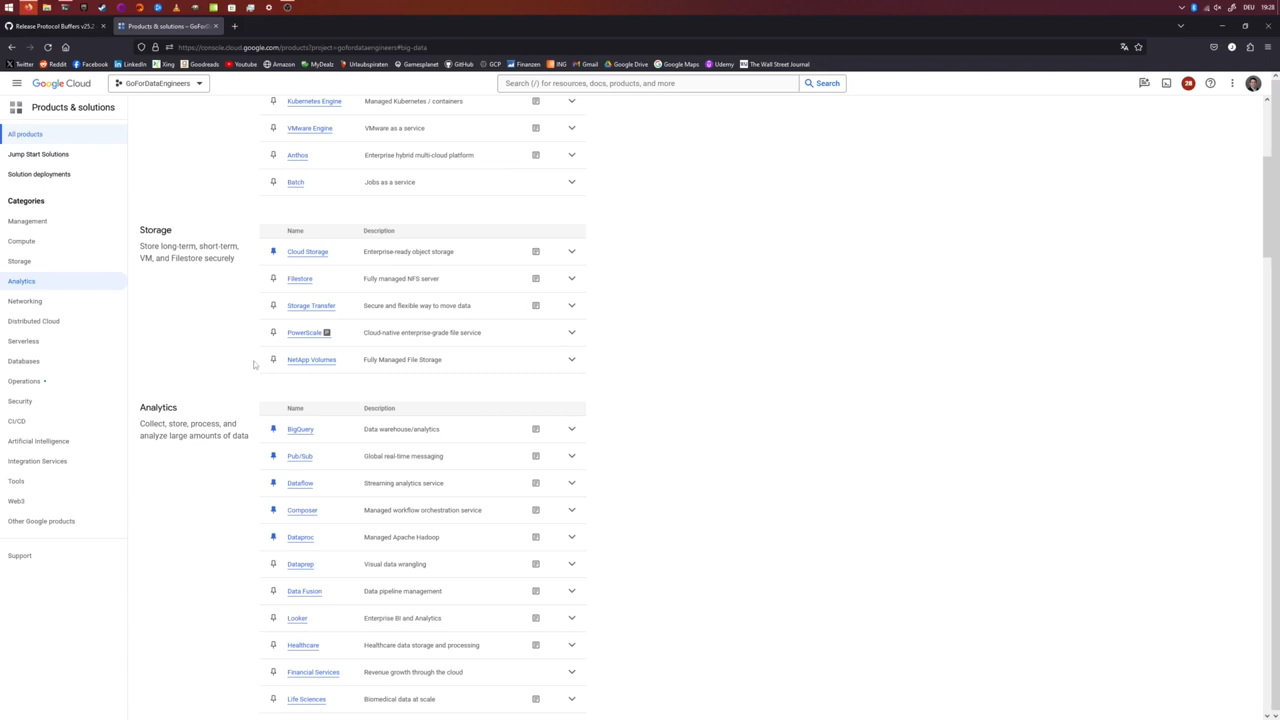 DEU
19:28
Release Protocol Buffers v25.2
Products & solutions – GoForDa
https://console.cloud.google.com/products?project=gofordataengineers#big-data
Twitter Reddit Facebook LinkedIn Xing Goodreads Youtube Amazon MyDealz Urlaubspiraten Gamesplanet GitHub GCP Finanzen ING Gmail Google Drive Google Maps Udemy The Wall Street Journal
Google Cloud
GoForDataEngineers
Search (/) for resources, docs, products, and more
Search
28
Products & solutions
All products
Jump Start Solutions
Solution deployments
Categories
Management
Compute
Storage
Analytics
Networking
Distributed Cloud
Serverless
Databases
Operations
Security
CI/CD
Artificial Intelligence
Integration Services
Tools
Web3
Other Google products
Support
Kubernetes Engine Managed Kubernetes / containers
VMware Engine VMware as a service
Anthos Enterprise hybrid multi-cloud platform
Batch Jobs as a service
Storage
Store long-term, short-term,
VM, and Filestore securely
Name Description
Cloud Storage Enterprise-ready object storage
Filestore Fully managed NFS server
Storage Transfer Secure and flexible way to move data
PowerScale Cloud-native enterprise-grade file service
NetApp Volumes Fully Managed File Storage
Analytics
Collect, store, process, and
analyze large amounts of data
Name Description
BigQuery Data warehouse/analytics
Pub/Sub Global real-time messaging
Dataflow Streaming analytics service
Composer Managed workflow orchestration service
Dataproc Managed Apache Hadoop
Dataprep Visual data wrangling
Data Fusion Data pipeline management
Looker Enterprise BI and Analytics
Healthcare Healthcare data storage and processing
Financial Services Revenue growth through the cloud
Life Sciences Biomedical data at scale